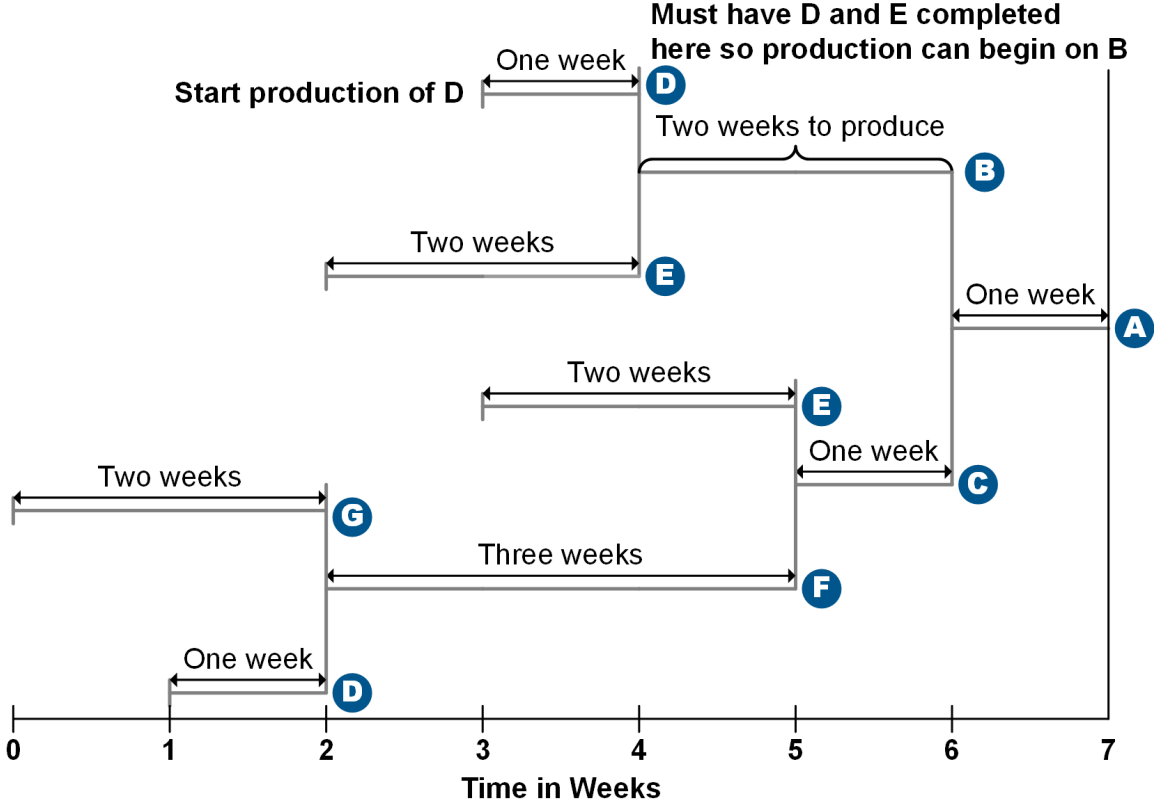 Must have D and E completed
here so production can begin on B
One week
Start production of D
D
Two weeks to produce
B
Two weeks
E
One week
A
Two weeks
E
One week
C
Two weeks
G
Three weeks
F
One week
D
0 1 2 3 4 5 6 7
Time in Weeks